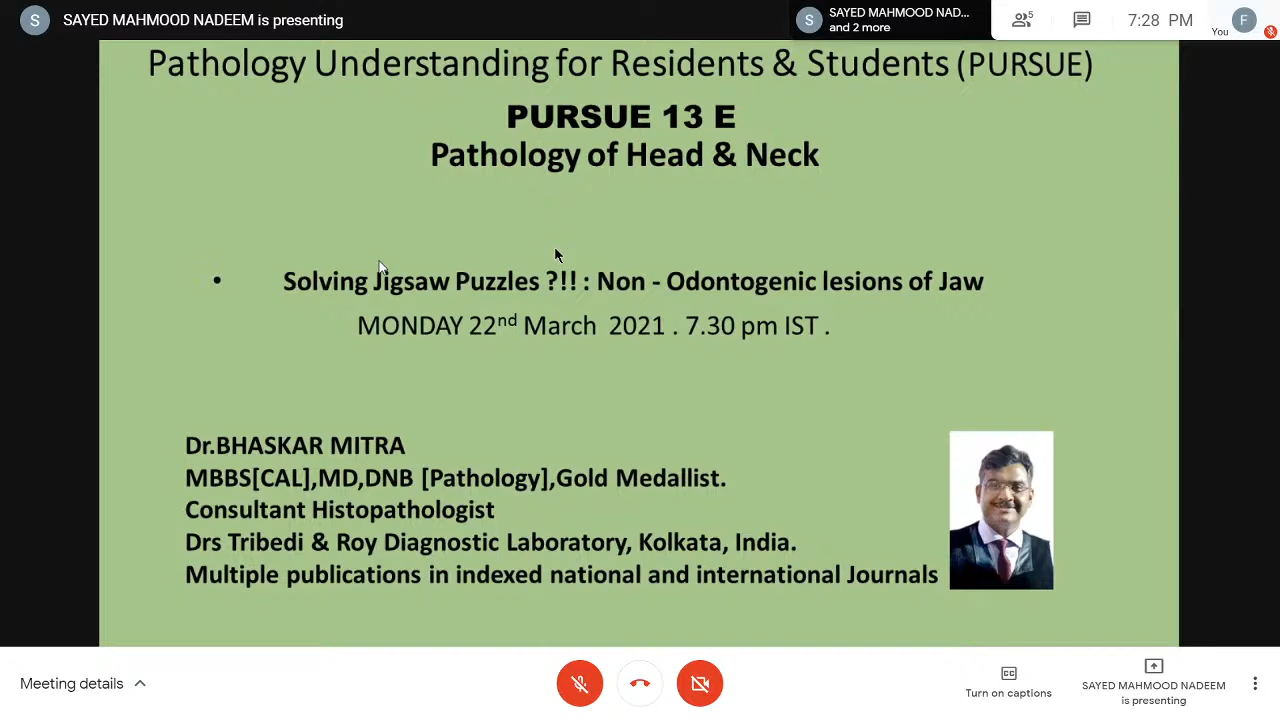 S SAYED MAHMOOD NADEEM is presenting
S SAYED MAHMOOD NAD...
and 2 more
5
7:28 PM
You F
Pathology Understanding for Residents & Students (PURSUE)
PURSUE 13 E
Pathology of Head & Neck
• Solving Jigsaw Puzzles ?!! : Non - Odontogenic lesions of Jaw
MONDAY 22nd March 2021 . 7.30 pm IST .
Dr.BHASKAR MITRA
MBBS[CAL],MD,DNB [Pathology],Gold Medallist.
Consultant Histopathologist
Drs Tribedi & Roy Diagnostic Laboratory, Kolkata, India.
Multiple publications in indexed national and international Journals
Meeting details
CC
Turn on captions
SAYED MAHMOOD NADEEM
is presenting